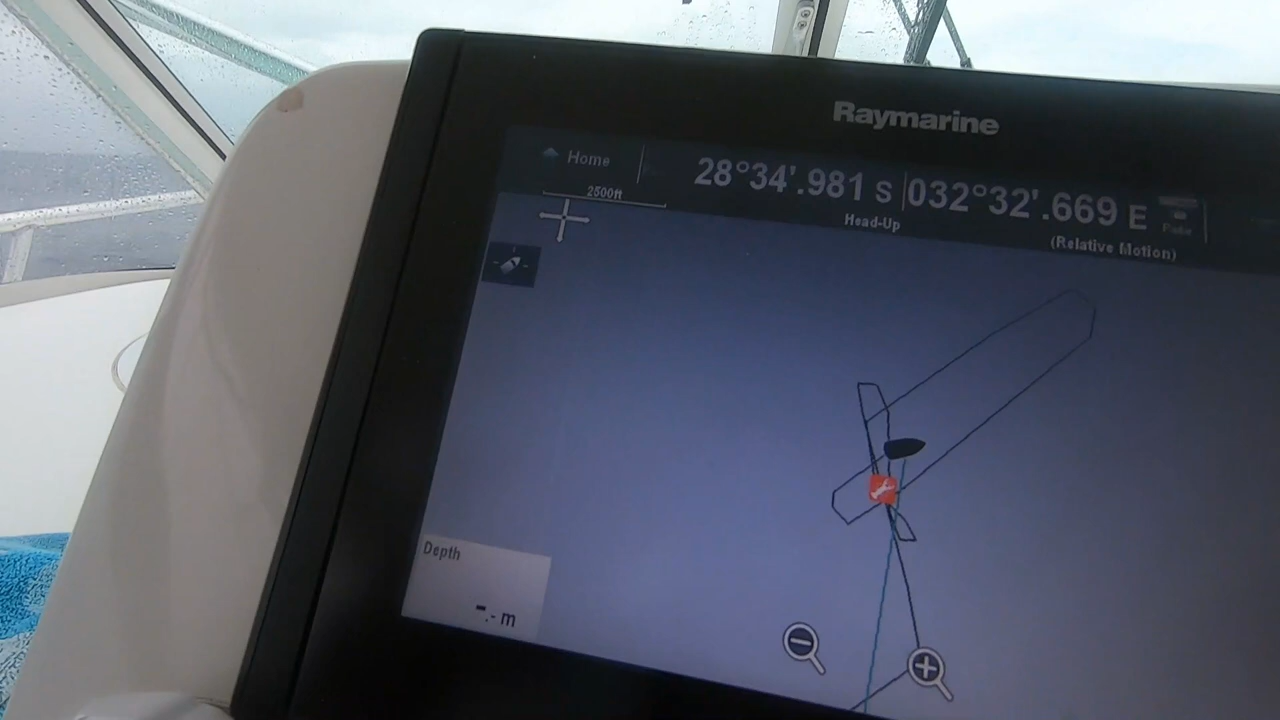 Raymarine
Home
28°34'.981 S 032°32'.669 E
2500ft
Head-Up
(Relative Motion)
Depth
-.- m